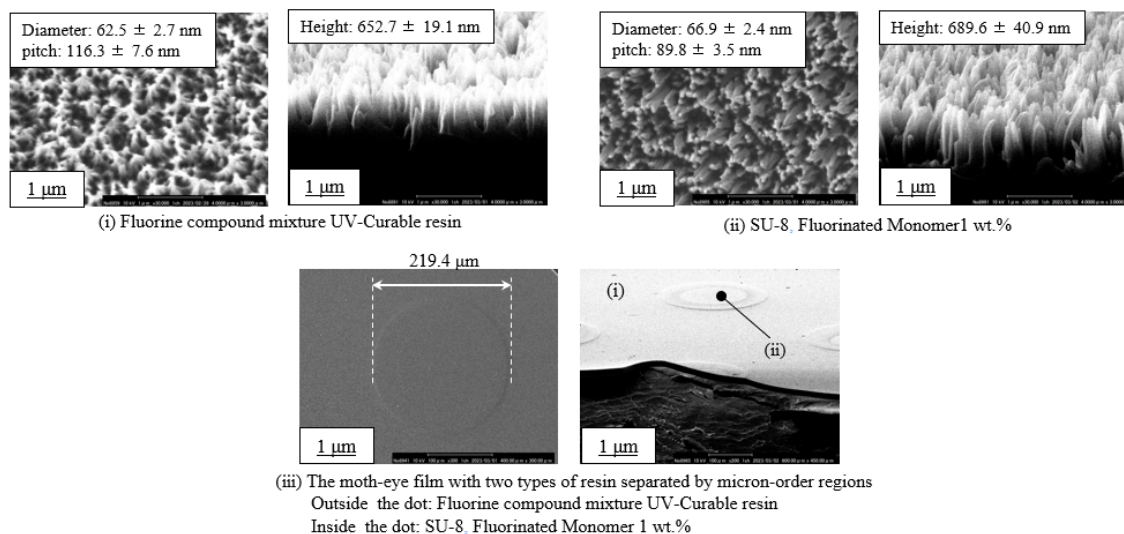 Diameter: 62.5 ± 2.7 nm
pitch: 116.3 ± 7.6 nm
Height: 652.7 ± 19.1 nm
1 μm
1 μm
(i) Fluorine compound mixture UV-Curable resin
Diameter: 66.9 ± 2.4 nm
pitch: 89.8 ± 3.5 nm
Height: 689.6 ± 40.9 nm
1 μm
1 μm
(ii) SU-8, Fluorinated Monomer1 wt.%
219.4 μm
1 μm
(i)
(ii)
1 μm
(iii) The moth-eye film with two types of resin separated by micron-order regions
Outside the dot: Fluorine compound mixture UV-Curable resin
Inside the dot: SU-8, Fluorinated Monomer 1 wt.%